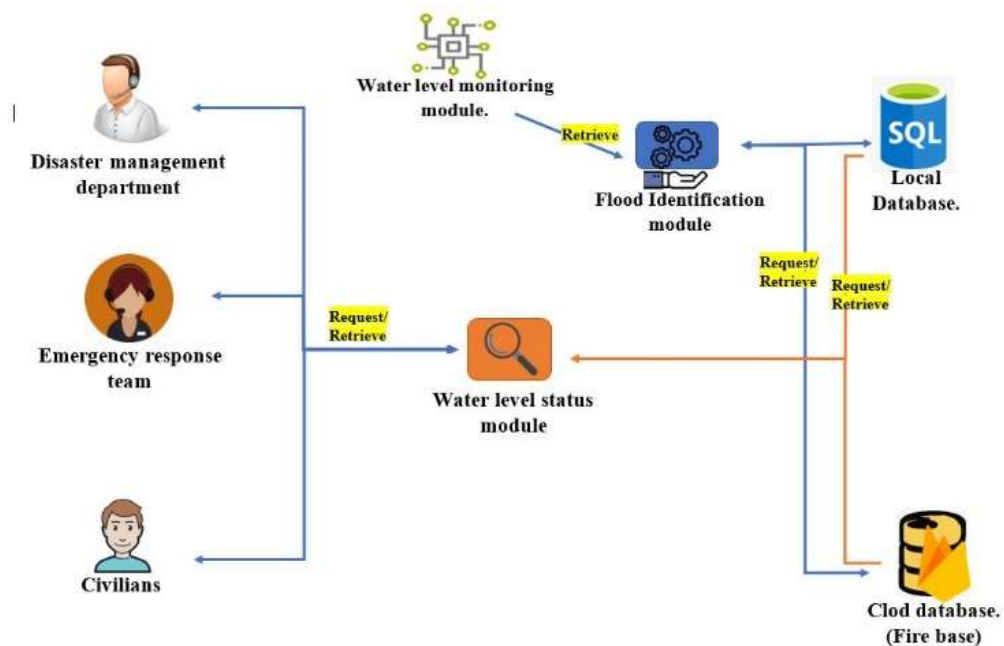 Water level monitoring
module.
Retrieve
SQL
Local
Database.
Disaster management
department
Flood Identification
module
Request/
Retrieve
Request/
Retrieve
Request/
Retrieve
Emergency response
team
Water level status
module
Civilians
Clod database.
(Fire base)